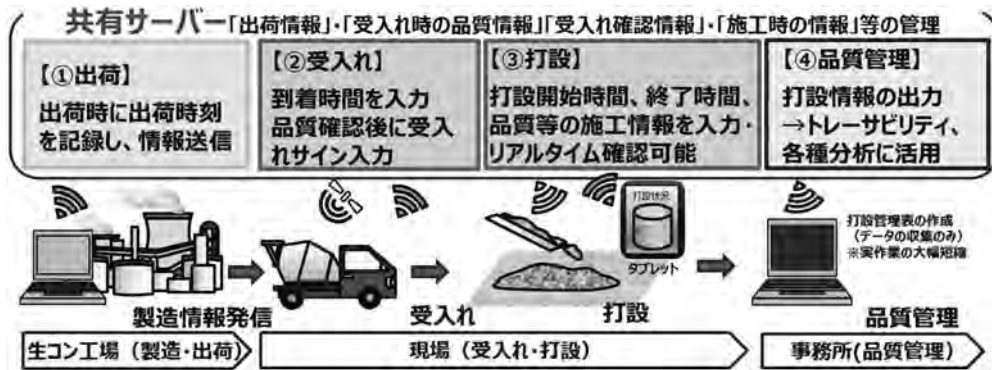 共有サーバー「出荷情報」・「受入れ時の品質情報」「受入れ確認情報」・「施工時の情報」等の管理
【①出荷】
出荷時に出荷時刻
を記録し、情報送信
【②受入れ】
到着時間を入力
品質確認後に受入
れサイン入力
【③打設】
打設開始時間、終了時間、
品質等の施工情報を入力・
リアルタイム確認可能
【④品質管理】
打設情報の出力
→トレーサビリティ、
各種分析に活用
打設状況
タブレット
打設管理表の作成
（データの収集のみ）
※実作業の大幅短縮
製造情報発信
受入れ
打設
品質管理
生コン工場（製造・出荷）
現場（受入れ・打設）
事務所(品質管理)